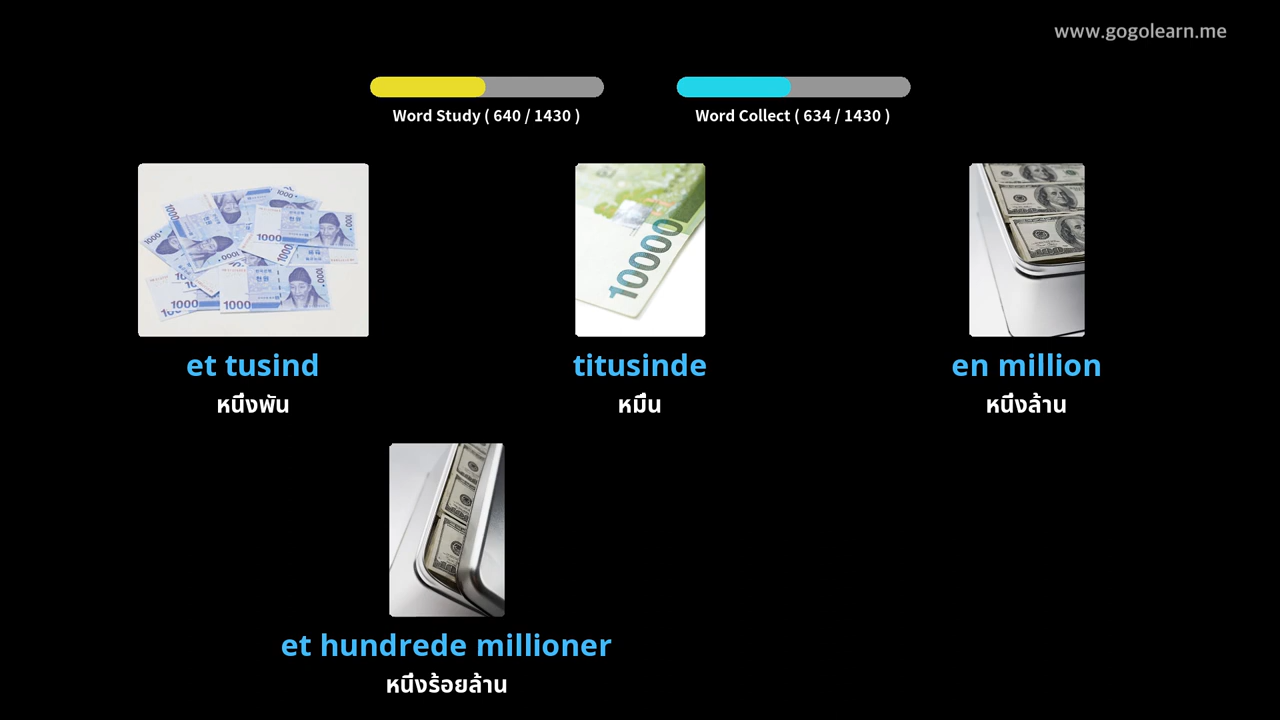 www.gogolearn.me
Word Study ( 640 / 1430 )
Word Collect ( 634 / 1430 )
1000
10000
et tusind
titusinde
en million
หนึ่งพัน
หมื่น
หนึ่งล้าน
et hundrede millioner
หนึ่งร้อยล้าน